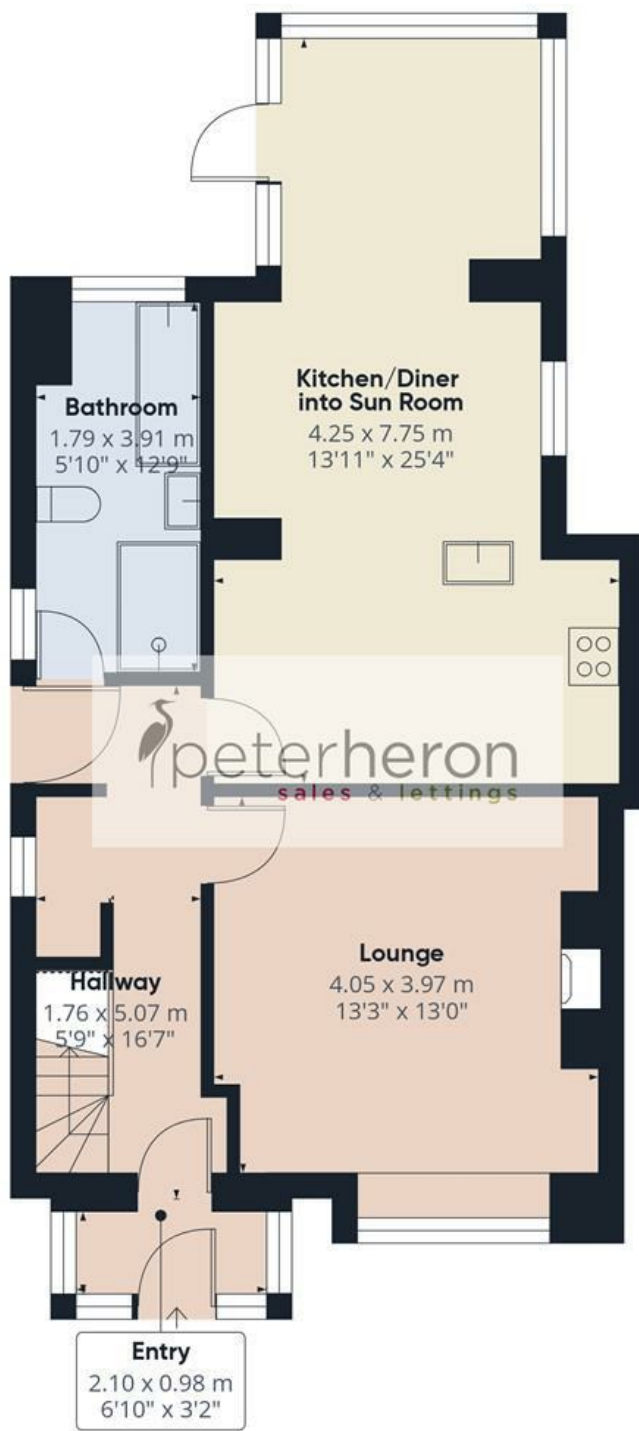 Kitchen/Diner
into Sun Room
4.25 x 7.75 m
13'11" x 25'4"
Bathroom
1.79 x 3.91 m
5'10" x 12'9"
peterheron
sales & lettings
Lounge
4.05 x 3.97 m
13'3" x 13'0"
Hallway
1.76 x 5.07 m
5'9" x 16'7"
Entry
2.10 x 0.98 m
6'10" x 3'2"